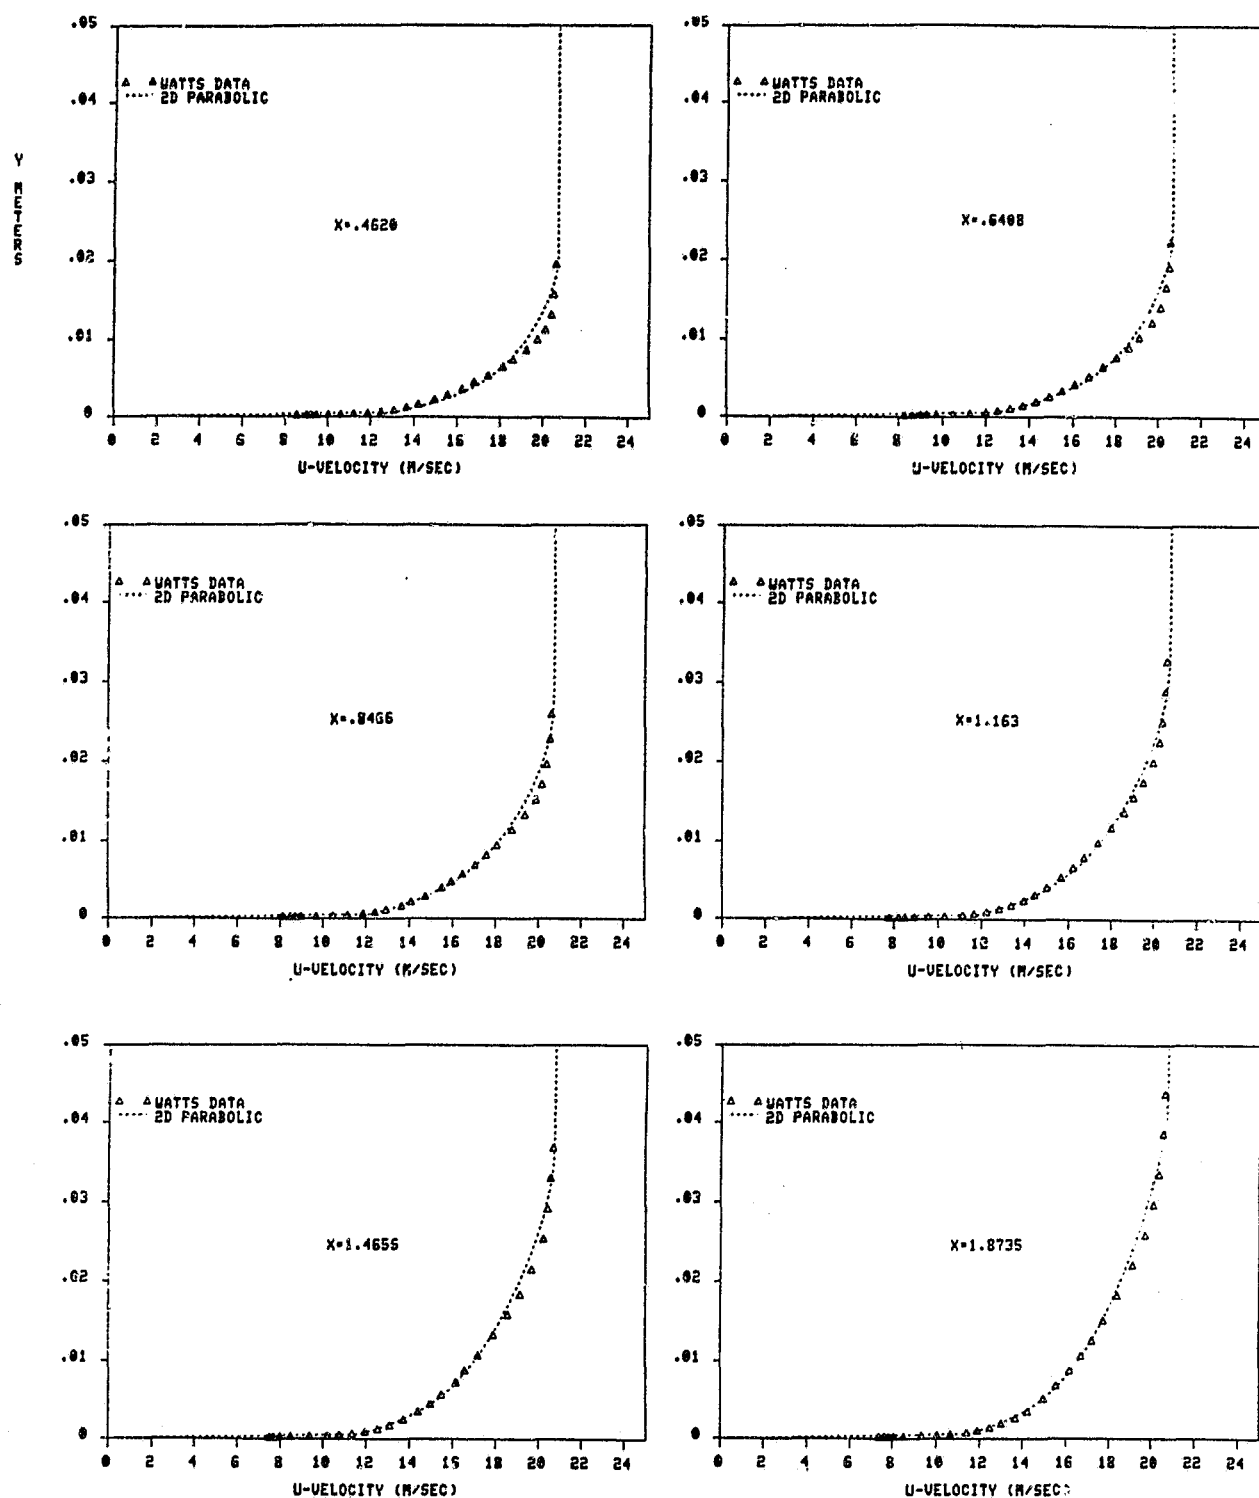 .05
△ ▲ WATTS DATA
------ 2D PARABOLIC
.04
Y METERS
.03
X=.4620
.02
.01
0
0 2 4 6 8 10 12 14 16 18 20 22 24
U-VELOCITY (M/SEC)
.05
△ △ WATTS DATA
------ 2D PARABOLIC
.04
.03
X=.6408
.02
.01
0
0 2 4 6 8 10 12 14 16 18 20 22 24
U-VELOCITY (M/SEC)
.05
△ △ WATTS DATA
------ 2D PARABOLIC
.04
.03
X=.8466
.02
.01
0
0 2 4 6 8 10 12 14 16 18 20 22 24
U-VELOCITY (M/SEC)
.05
△ △ WATTS DATA
------ 2D PARABOLIC
.04
.03
X=1.163
.02
.01
0
0 2 4 6 8 10 12 14 16 18 20 22 24
U-VELOCITY (M/SEC)
.05
△ △ WATTS DATA
------ 2D PARABOLIC
.04
.03
X=1.4655
.02
.01
0
0 2 4 6 8 10 12 14 16 18 20 22 24
U-VELOCITY (M/SEC)
.05
△ △ WATTS DATA
------ 2D PARABOLIC
.04
.03
X=1.8735
.02
.01
0
0 2 4 6 8 10 12 14 16 18 20 22 24
U-VELOCITY (M/SEC)